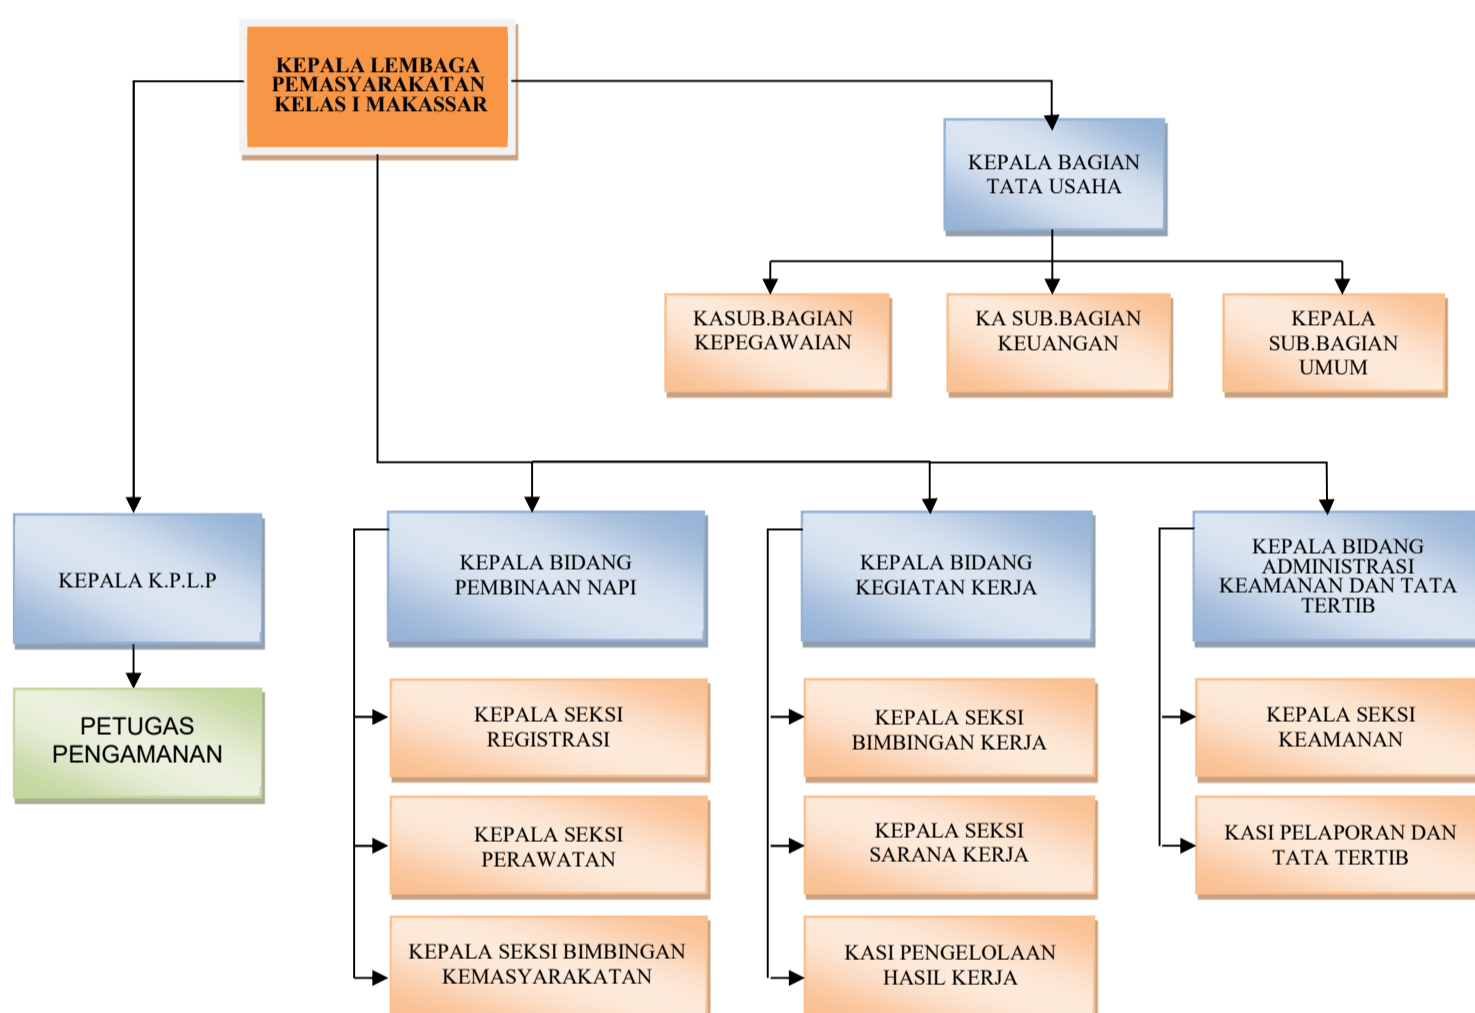 KEPALA LEMBAGA
PEMASYARAKATAN
KELAS I MAKASSAR
KEPALA BAGIAN
TATA USAHA
KASUB.BAGIAN
KEPEGAWAIAN
KA SUB.BAGIAN
KEUANGAN
KEPALA
SUB.BAGIAN
UMUM
KEPALA K.P.L.P
PETUGAS
PENGAMANAN
KEPALA BIDANG
PEMBINAAN NAPI
KEPALA SEKSI
REGISTRASI
KEPALA SEKSI
PERAWATAN
KEPALA SEKSI BIMBINGAN
KEMASYARAKATAN
KEPALA BIDANG
KEGIATAN KERJA
KEPALA SEKSI
BIMBINGAN KERJA
KEPALA SEKSI
SARANA KERJA
KASI PENGELOLAAN
HASIL KERJA
KEPALA BIDANG
ADMINISTRASI
KEAMANAN DAN TATA
TERTIB
KEPALA SEKSI
KEAMANAN
KASI PELAPORAN DAN
TATA TERTIB